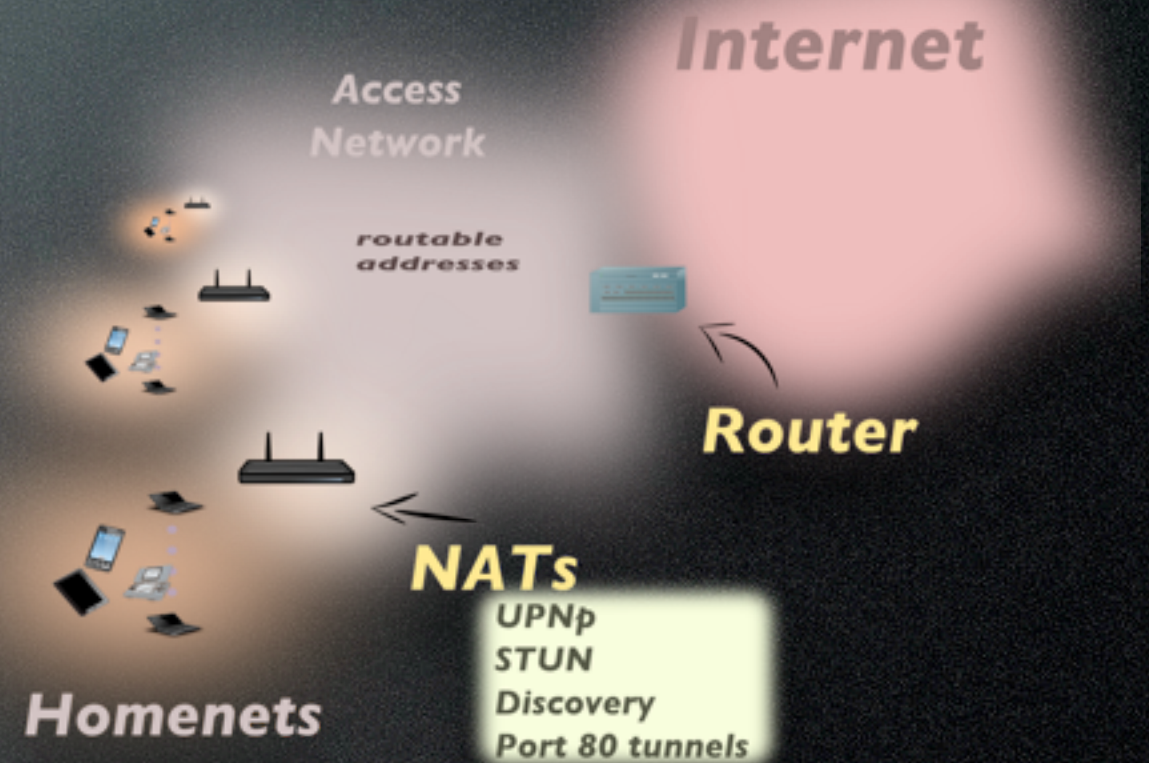 Internet
Access
Network
routable
addresses
Router
NATs
UPNp
STUN
Discovery
Port 80 tunnels
Homenets